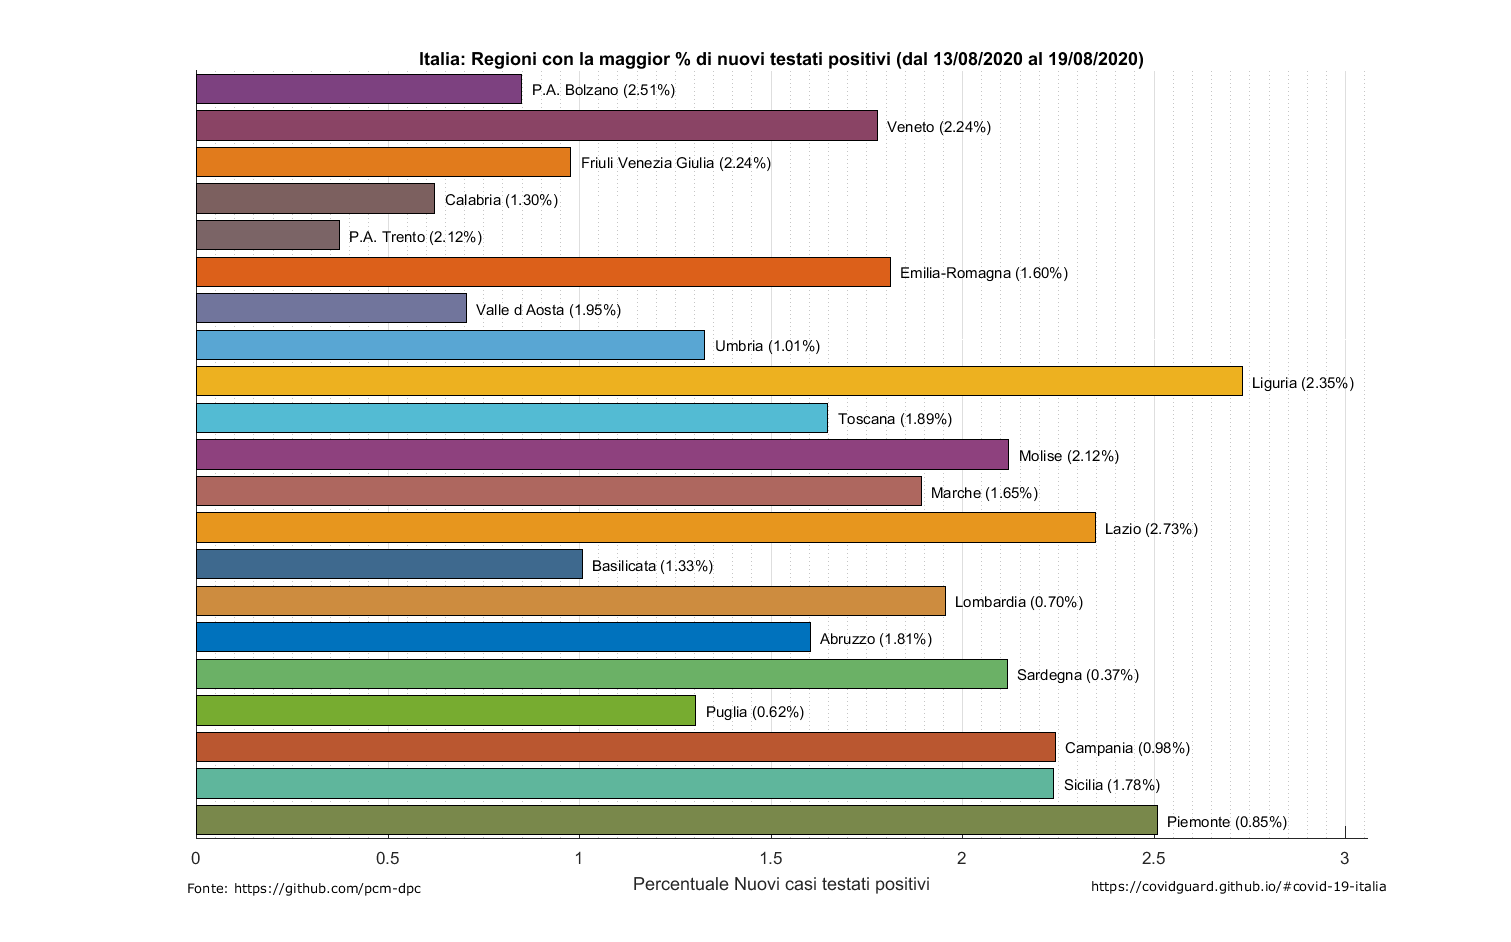 Italia: Regioni con la maggior % di nuovi testati positivi (dal 13/08/2020 al 19/08/2020)
P.A. Bolzano (2.51%)
Veneto (2.24%)
Friuli Venezia Giulia (2.24%)
Calabria (1.30%)
P.A. Trento (2.12%)
Emilia-Romagna (1.60%)
Valle d Aosta (1.95%)
Umbria (1.01%)
Liguria (2.35%)
Toscana (1.89%)
Molise (2.12%)
Marche (1.65%)
Lazio (2.73%)
Basilicata (1.33%)
Lombardia (0.70%)
Abruzzo (1.81%)
Sardegna (0.37%)
Puglia (0.62%)
Campania (0.98%)
Sicilia (1.78%)
Piemonte (0.85%)
0 0.5 1 1.5 2 2.5 3
Percentuale Nuovi casi testati positivi
Fonte: https://github.com/pcm-dpc
https://covidguard.github.io/#covid-19-italia